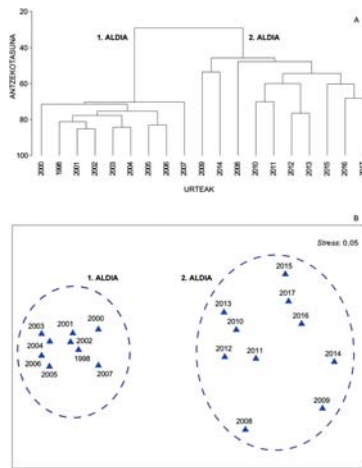 A
20
40
60
80
100
ANTZEKOTASUNA
1. ALDIA 2. ALDIA
2000 1998 2001 2002 2003 2004 2005 2006 2007 2009 2014 2008 2010 2011 2012 2013 2015 2016 2017
URTEAK
B
Stress: 0,05
1. ALDIA 2. ALDIA
2015
2017
2013
2016
2003 2001 2000
2010
2004 2002
2012 2011 2014
2006 1998
2005 2007
2009
2008